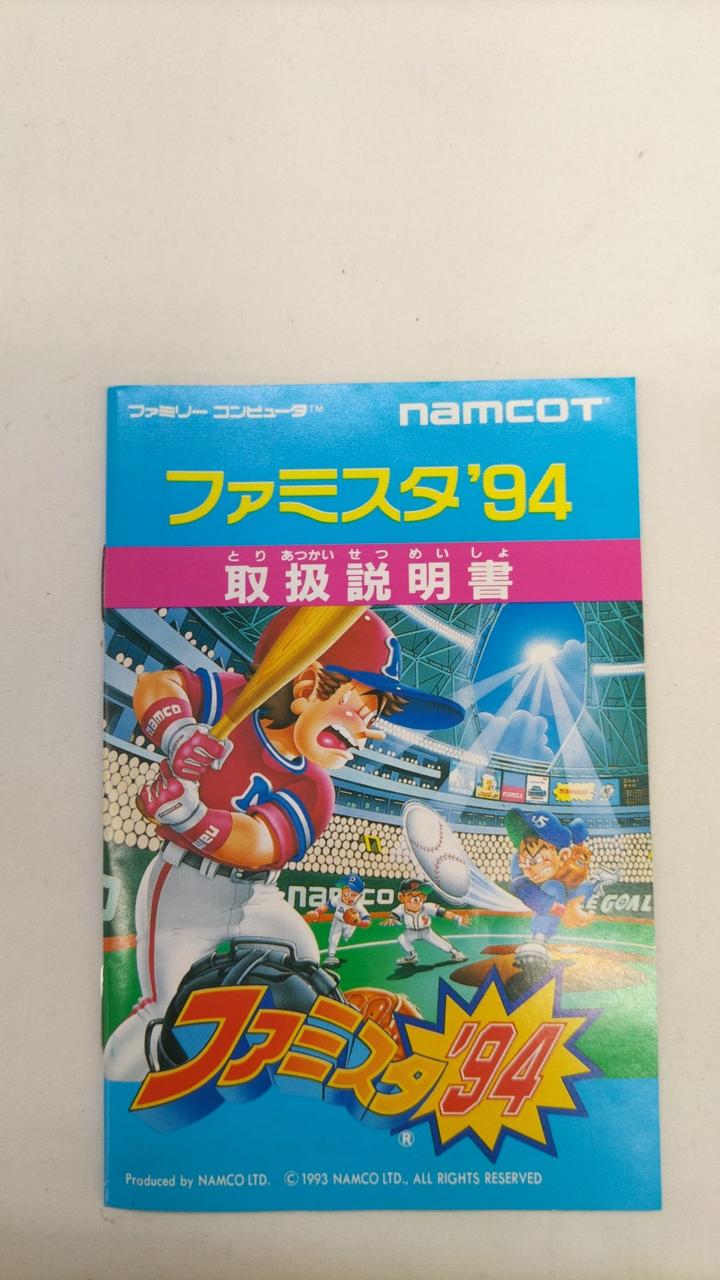 ファミリー コンピュータ™
namcoT®
ファミスタ'94
とり あつかい せつ めい しょ
取扱説明書
namco
namco
EGOAL
ファミスタ'94
®
Produced by NAMCO LTD. © 1993 NAMCO LTD., ALL RIGHTS RESERVED